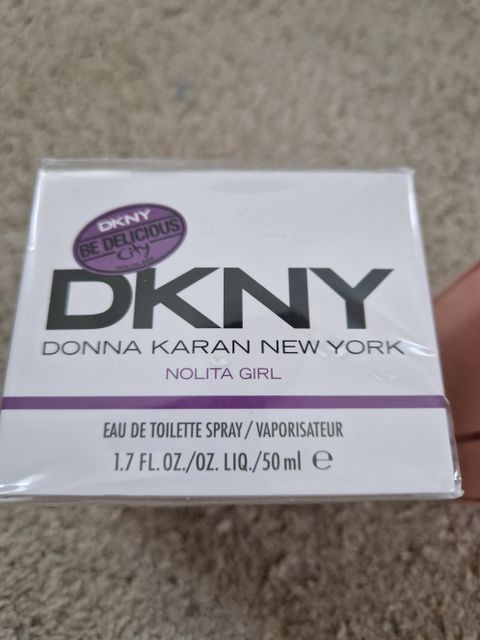 DKNY
BE DELICIOUS
City
DKNY
DONNA KARAN NEW YORK
NOLITA GIRL
EAU DE TOILETTE SPRAY / VAPORISATEUR
1.7 FL. OZ./OZ. LIQ./50 ml ℮